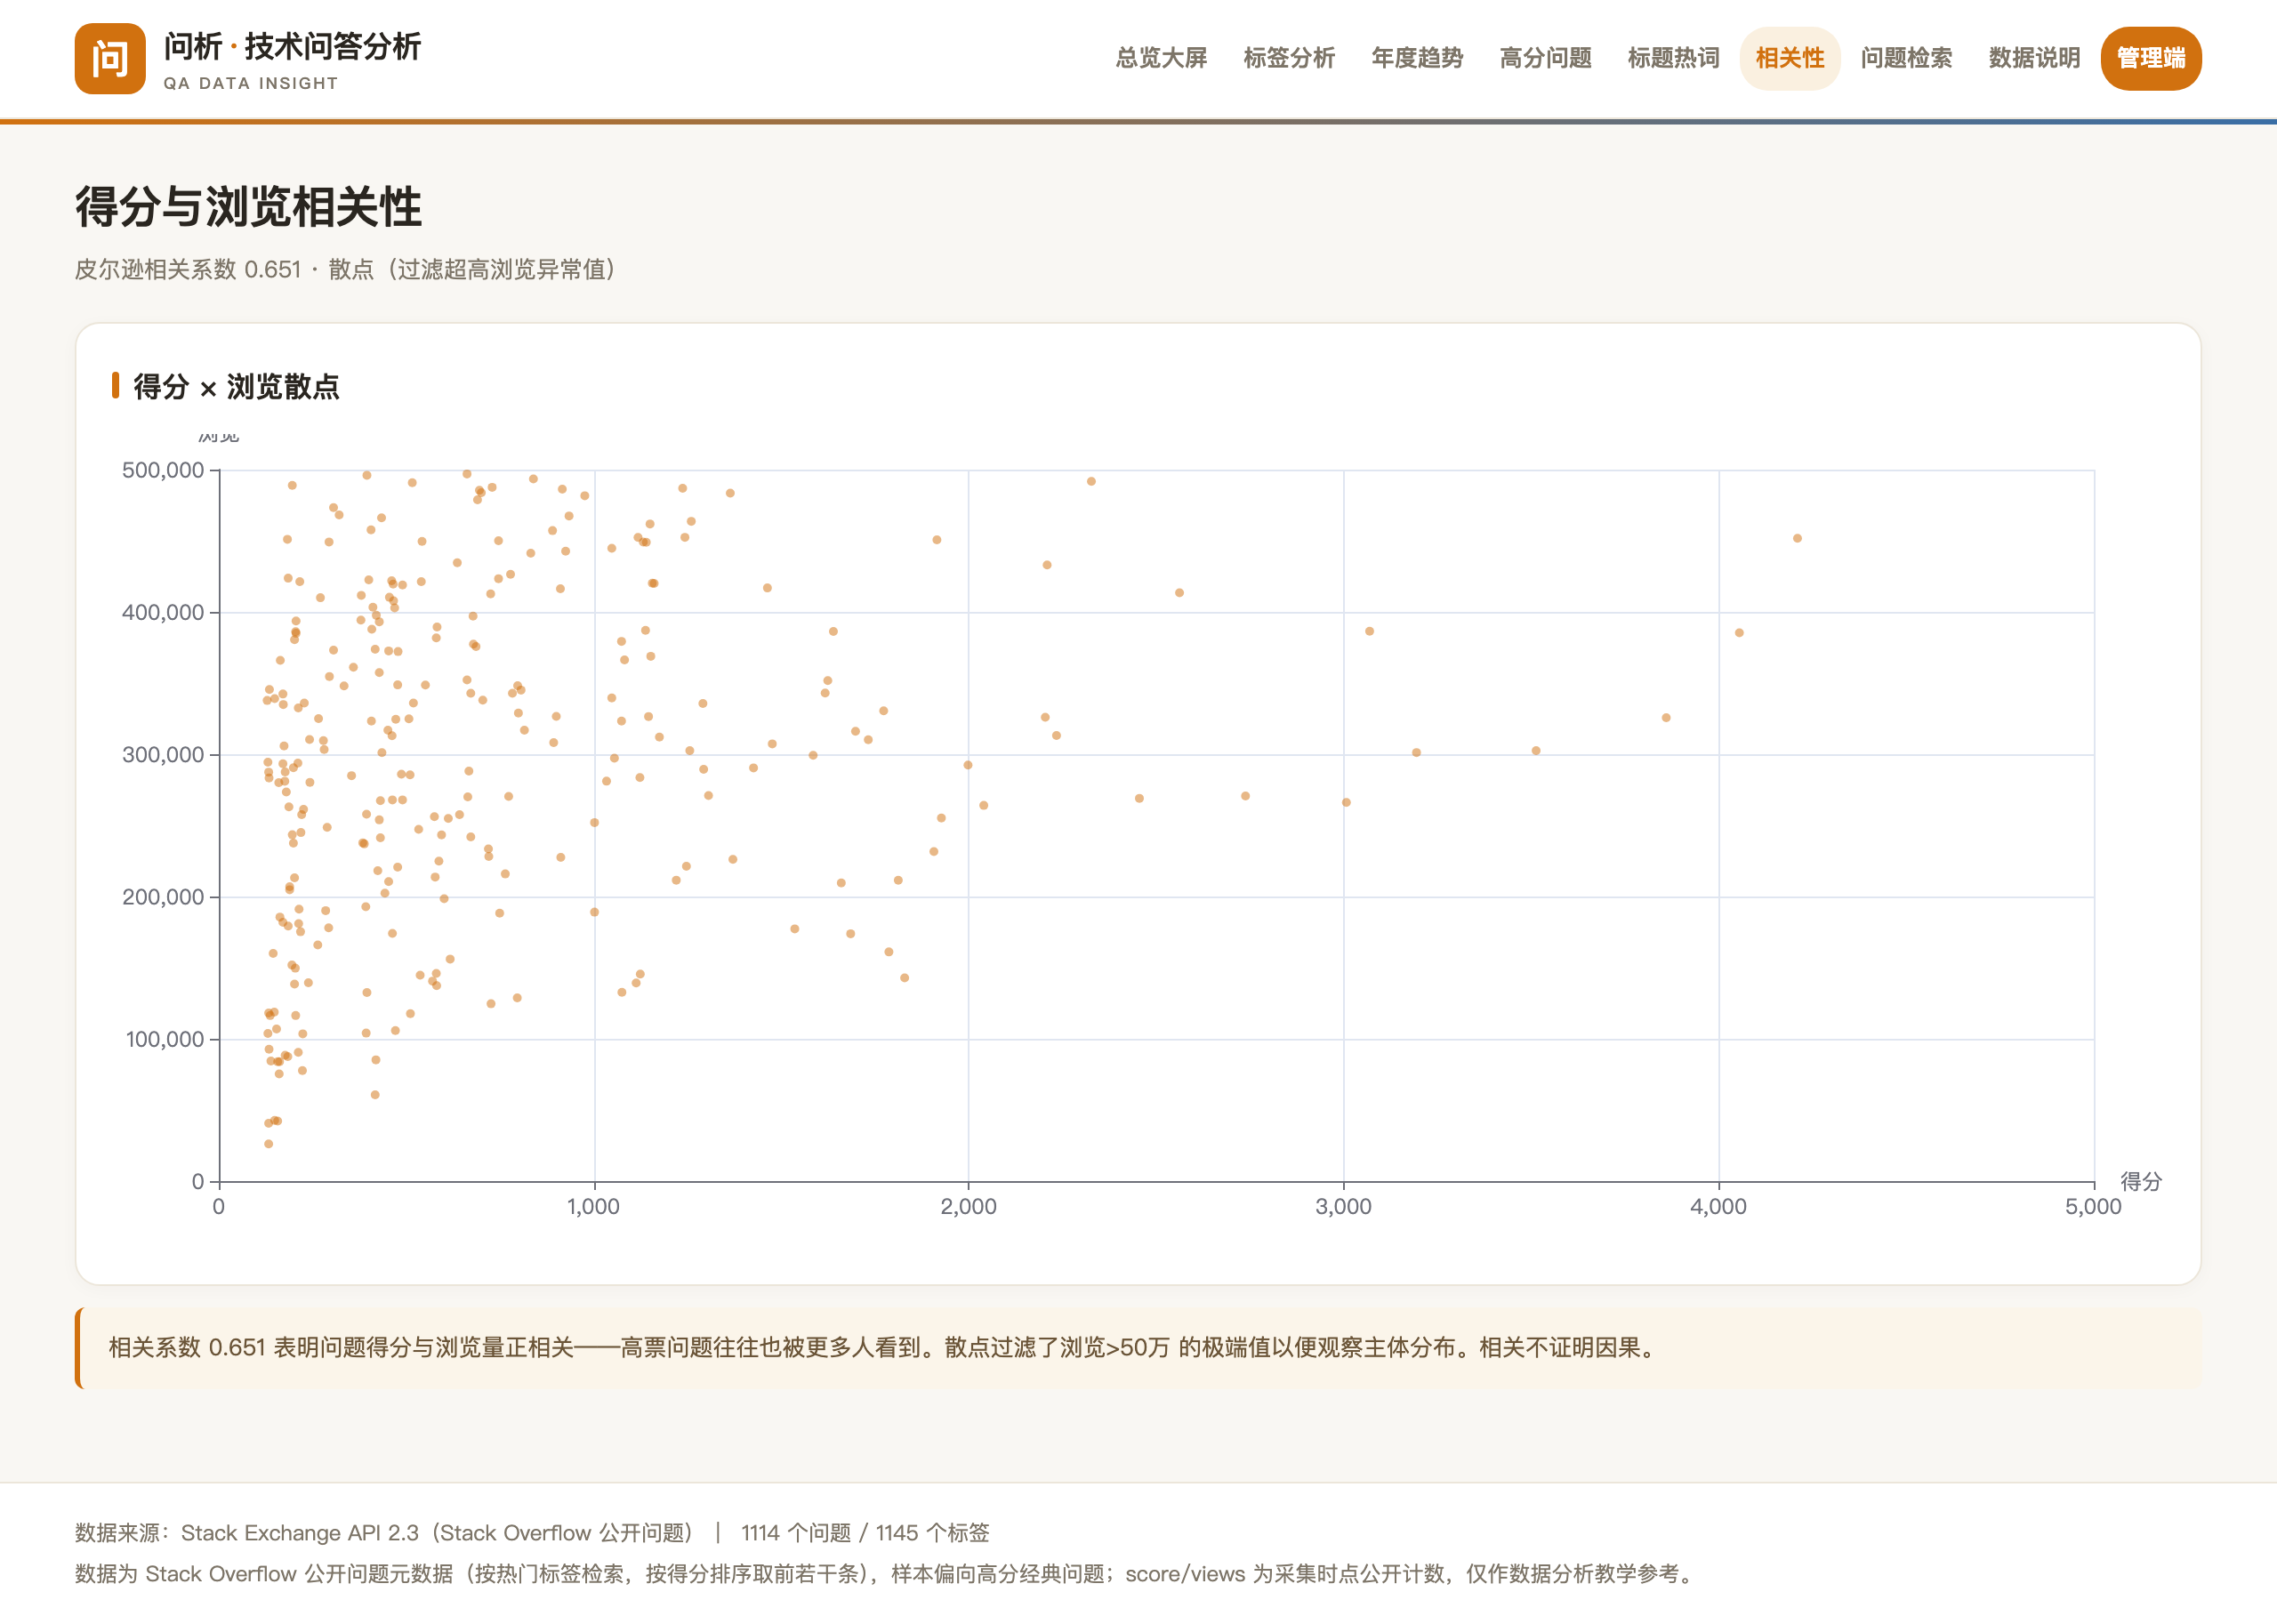 问
问析·技术问答分析
QA DATA INSIGHT
总览大屏 标签分析 年度趋势 高分问题 标题热词 相关性 问题检索 数据说明 管理端
得分与浏览相关性
皮尔逊相关系数 0.651 · 散点（过滤超高浏览异常值）
得分 × 浏览散点
浏览
500,000
400,000
300,000
200,000
100,000
0
0 1,000 2,000 3,000 4,000 5,000
得分
相关系数 0.651 表明问题得分与浏览量正相关——高票问题往往也被更多人看到。散点过滤了浏览>50万 的极端值以便观察主体分布。相关不证明因果。
数据来源：Stack Exchange API 2.3（Stack Overflow 公开问题） ｜ 1114 个问题 / 1145 个标签
数据为 Stack Overflow 公开问题元数据（按热门标签检索，按得分排序取前若干条），样本偏向高分经典问题；score/views 为采集时点公开计数，仅作数据分析教学参考。